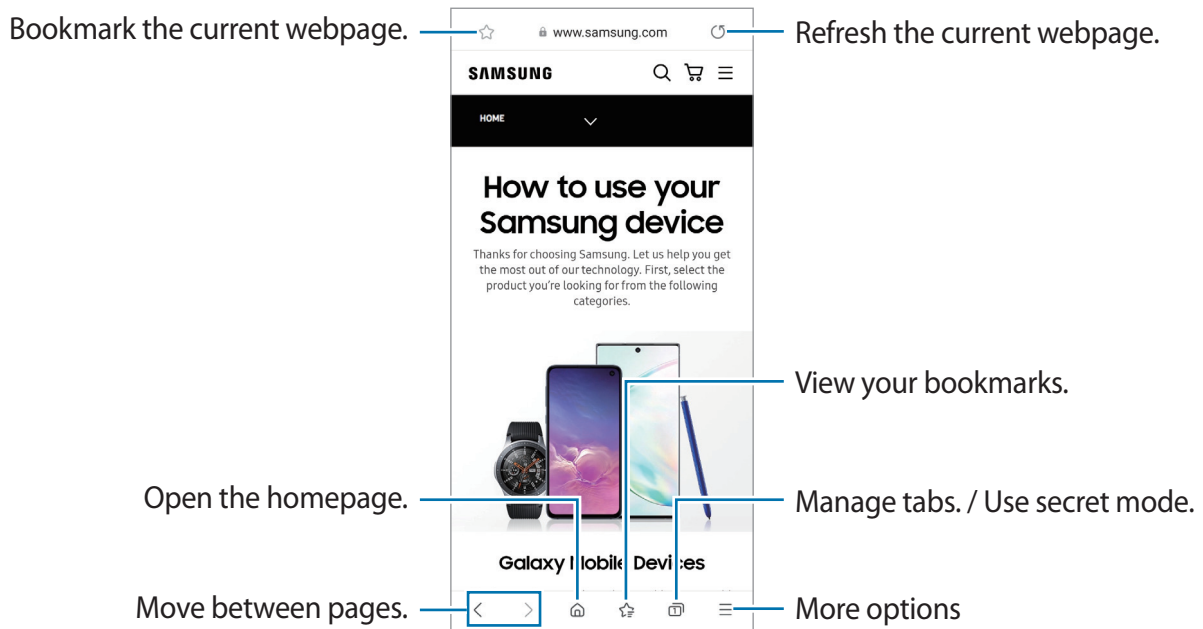 Bookmark the current webpage.
www.samsung.com
Refresh the current webpage.
SAMSUNG
HOME
How to use your
Samsung device
Thanks for choosing Samsung. Let us help you get
the most out of our technology. First, select the
product you're looking for from the following
categories.
View your bookmarks.
Open the homepage.
Manage tabs. / Use secret mode.
Galaxy Mobile Devices
Move between pages.
1
More options